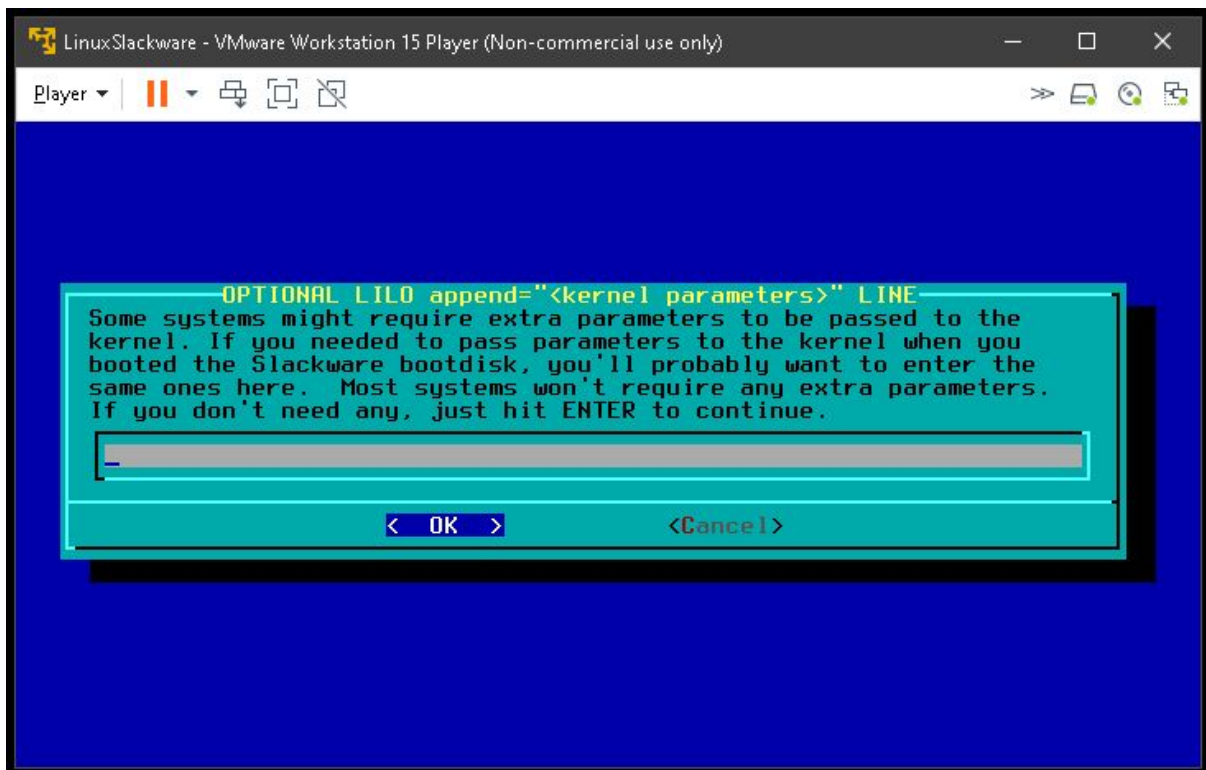 LinuxSlackware - VMware Workstation 15 Player (Non-commercial use only)
Player
OPTIONAL LILO append="<kernel parameters>" LINE
Some systems might require extra parameters to be passed to the
kernel. If you needed to pass parameters to the kernel when you
booted the Slackware bootdisk, you'll probably want to enter the
same ones here.  Most systems won't require any extra parameters.
If you don't need any, just hit ENTER to continue.
<  OK  > <Cancel>